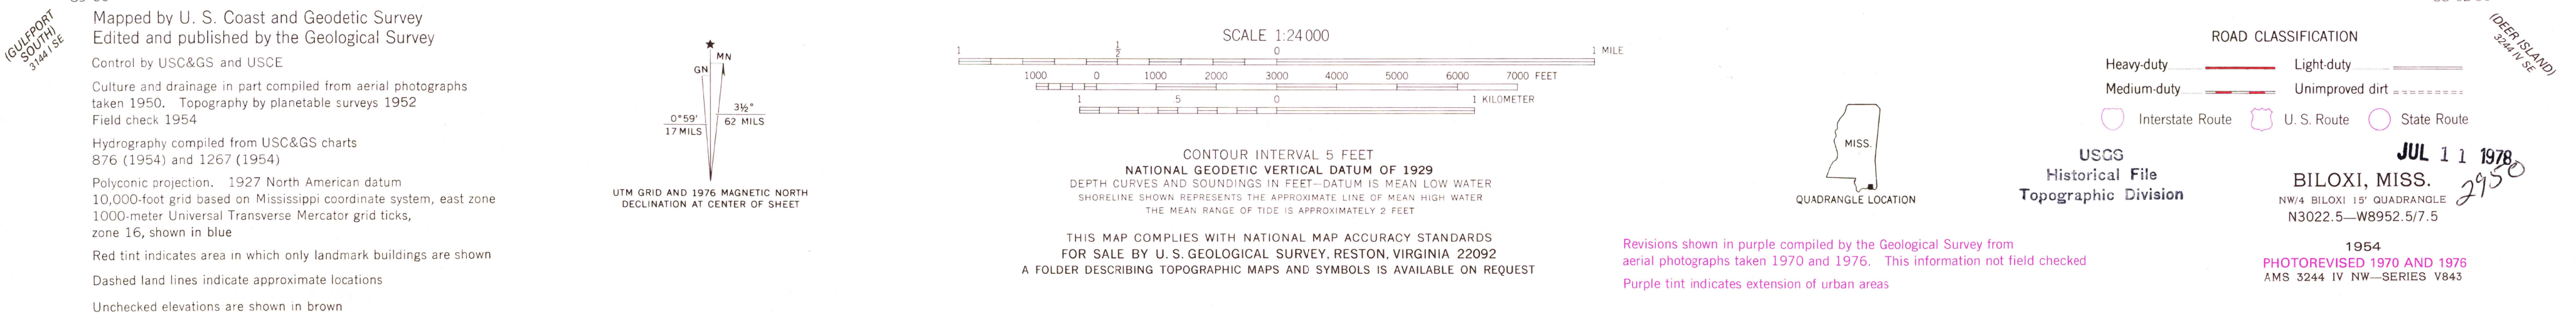 (GULFPORT
SOUTH)
3144 I SE
Mapped by U. S. Coast and Geodetic Survey
Edited and published by the Geological Survey
Control by USC&GS and USCE
Culture and drainage in part compiled from aerial photographs
taken 1950. Topography by planetable surveys 1952
Field check 1954
Hydrography compiled from USC&GS charts
876 (1954) and 1267 (1954)
Polyconic projection. 1927 North American datum
10,000-foot grid based on Mississippi coordinate system, east zone
1000-meter Universal Transverse Mercator grid ticks,
zone 16, shown in blue
Red tint indicates area in which only landmark buildings are shown
Dashed land lines indicate approximate locations
Unchecked elevations are shown in brown
★
MN
GN
3½°
62 MILS
0°59'
17 MILS
UTM GRID AND 1976 MAGNETIC NORTH
DECLINATION AT CENTER OF SHEET
SCALE 1:24 000
1 ½ 0 1 MILE
1000 0 1000 2000 3000 4000 5000 6000 7000 FEET
1 .5 0 1 KILOMETER
CONTOUR INTERVAL 5 FEET
NATIONAL GEODETIC VERTICAL DATUM OF 1929
DEPTH CURVES AND SOUNDINGS IN FEET—DATUM IS MEAN LOW WATER
SHORELINE SHOWN REPRESENTS THE APPROXIMATE LINE OF MEAN HIGH WATER
THE MEAN RANGE OF TIDE IS APPROXIMATELY 2 FEET
THIS MAP COMPLIES WITH NATIONAL MAP ACCURACY STANDARDS
FOR SALE BY U. S. GEOLOGICAL SURVEY, RESTON, VIRGINIA 22092
A FOLDER DESCRIBING TOPOGRAPHIC MAPS AND SYMBOLS IS AVAILABLE ON REQUEST
MISS.
QUADRANGLE LOCATION
Revisions shown in purple compiled by the Geological Survey from
aerial photographs taken 1970 and 1976. This information not field checked
Purple tint indicates extension of urban areas
ROAD CLASSIFICATION
Heavy-duty Light-duty
Medium-duty Unimproved dirt
Interstate Route U. S. Route State Route
USGS
Historical File
Topographic Division
JUL 11 1978
2950
BILOXI, MISS.
NW/4 BILOXI 15' QUADRANGLE
N3022.5—W8952.5/7.5
1954
PHOTOREVISED 1970 AND 1976
AMS 3244 IV NW—SERIES V843
(DEER ISLAND)
3244 IV SE